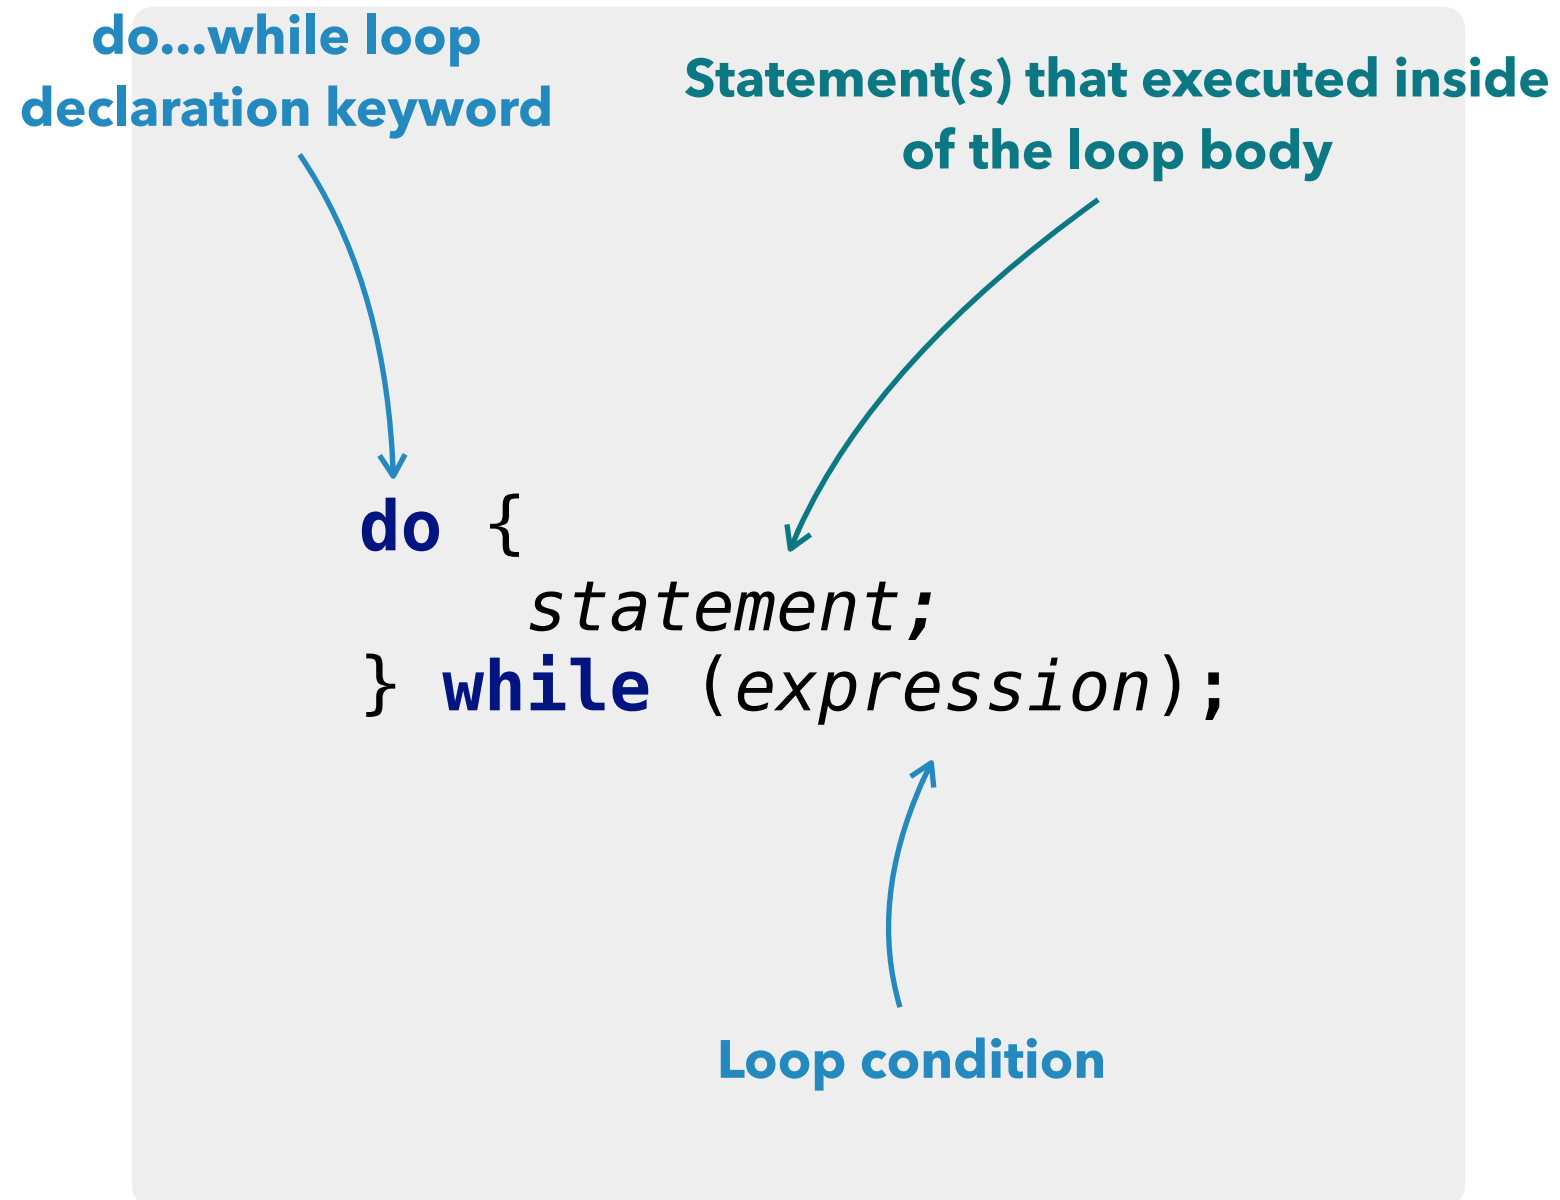 do...while loop
declaration keyword
Statement(s) that executed inside
of the loop body
do {
statement;
} while (expression);
Loop condition